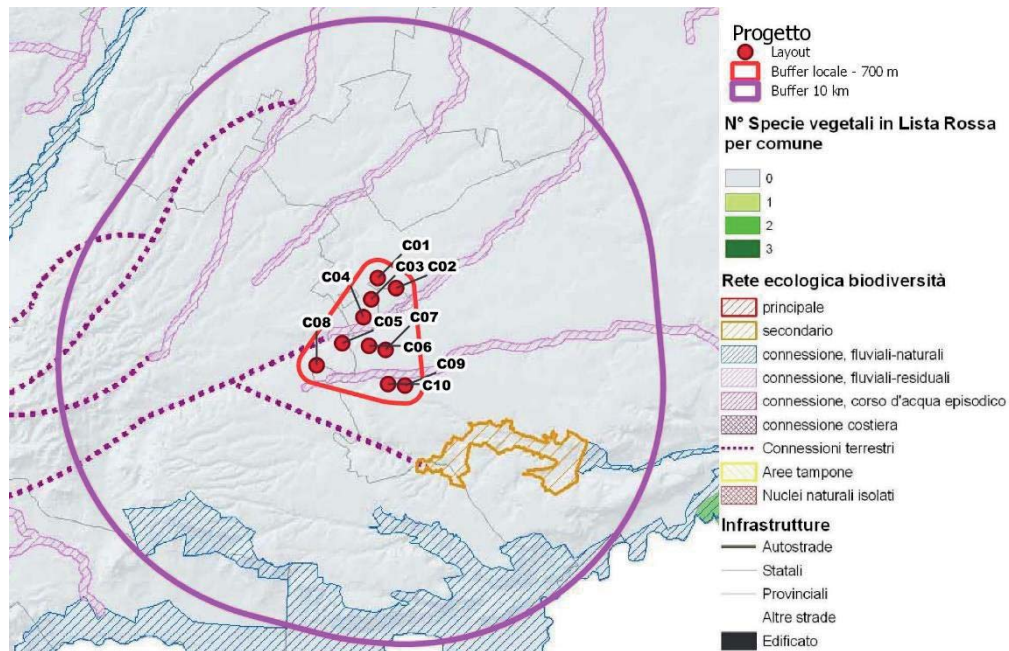 C01
C03 C02
C04
C05 C07
C08
C06
C09
C10
Progetto
Layout
Buffer locale - 700 m
Buffer 10 km
N° Specie vegetali in Lista Rossa
per comune
0
1
2
3
Rete ecologica biodiversità
principale
secondario
connessione, fluviali-naturali
connessione, fluviali-residuali
connessione, corso d'acqua episodico
connessione costiera
Connessioni terrestri
Aree tampone
Nuclei naturali isolati
Infrastrutture
Autostrade
Statali
Provinciali
Altre strade
Edificato